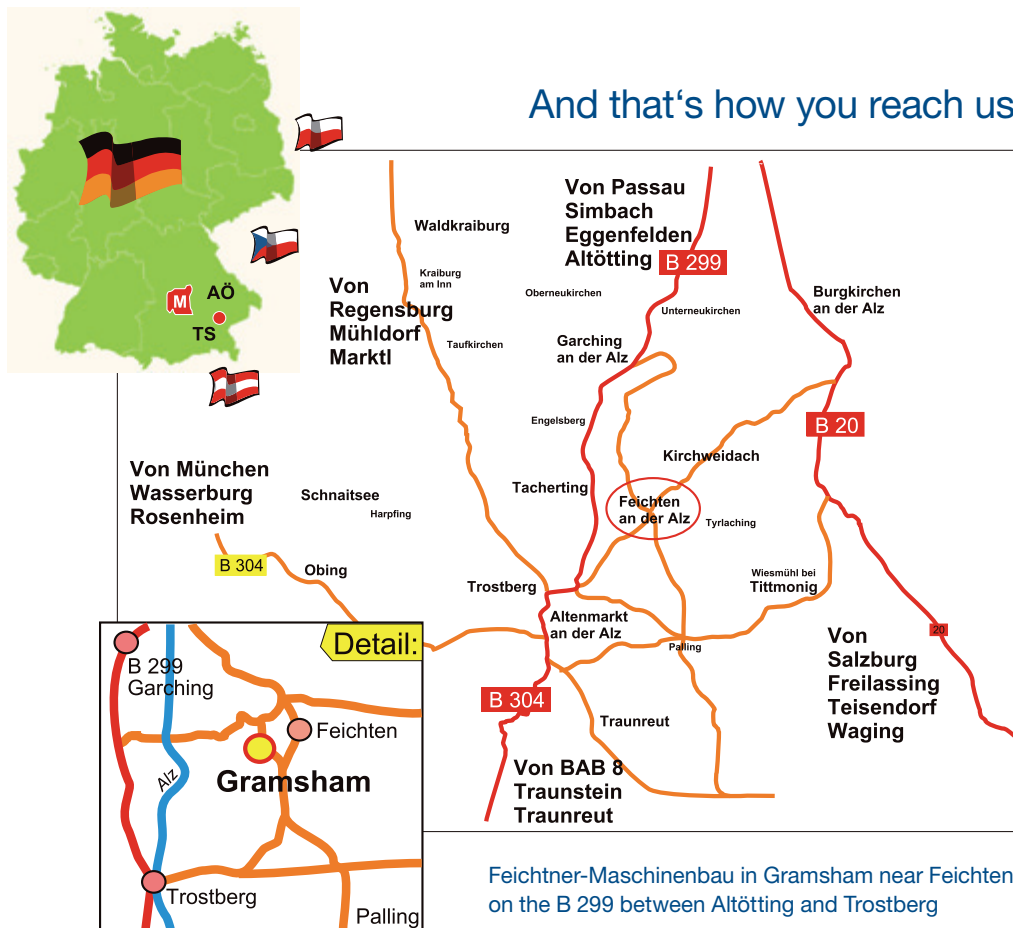 And that‘s how you reach us
M
AÖ
TS
Von Passau
Simbach
Eggenfelden
Altötting
B 299
Waldkraiburg
Kraiburg
am Inn
Von
Regensburg
Mühldorf
Marktl
Oberneukirchen
Unterneukirchen
Burgkirchen
an der Alz
Garching
an der Alz
Taufkirchen
Engelsberg
B 20
Kirchweidach
Von München
Wasserburg
Rosenheim
Schnaitsee
Harpfing
Tacherting
Feichten
an der Alz
Tyrlaching
B 304
Obing
Trostberg
Wiesmühl bei
Tittmonig
Altenmarkt
an der Alz
Palling
20
Von
Salzburg
Freilassing
Teisendorf
Waging
B 304
Traunreut
Von BAB 8
Traunstein
Traunreut
Detail:
B 299
Garching
Feichten
Alz
Gramsham
Trostberg
Palling
Feichtner-Maschinenbau in Gramsham near Feichten
on the B 299 between Altötting and Trostberg